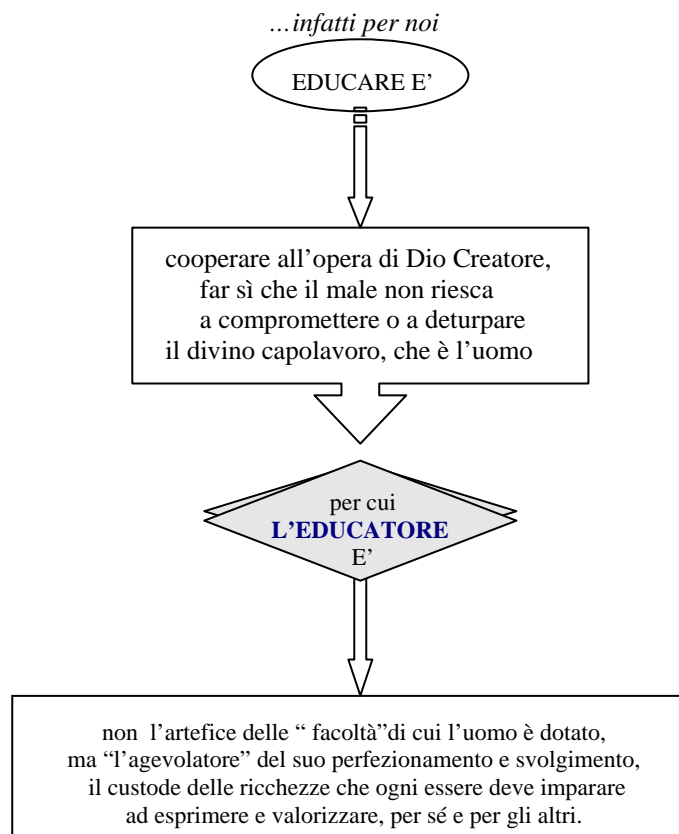 …infatti per noi
EDUCARE E’
cooperare all’opera di Dio Creatore,
far sì che il male non riesca
a compromettere o a deturpare
il divino capolavoro, che è l’uomo
per cui
L’EDUCATORE
E’
non l’artefice delle “ facoltà”di cui l’uomo è dotato,
ma “l’agevolatore” del suo perfezionamento e svolgimento,
il custode delle ricchezze che ogni essere deve imparare
ad esprimere e valorizzare, per sé e per gli altri.